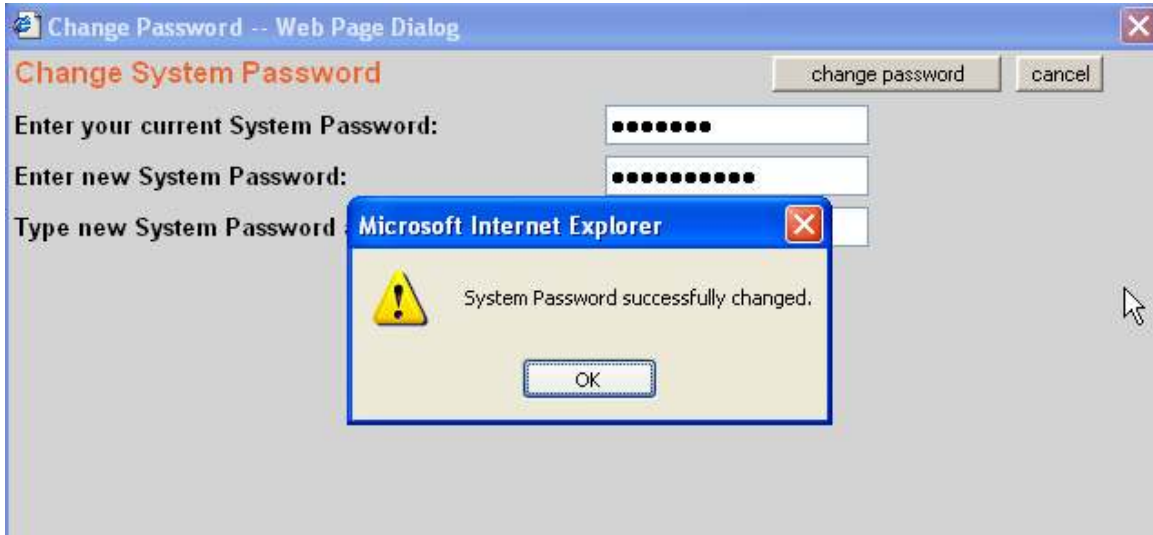 Change Password -- Web Page Dialog
Change System Password
change password
cancel
Enter your current System Password:
Enter new System Password:
Type new System Password
Microsoft Internet Explorer
System Password successfully changed.
OK